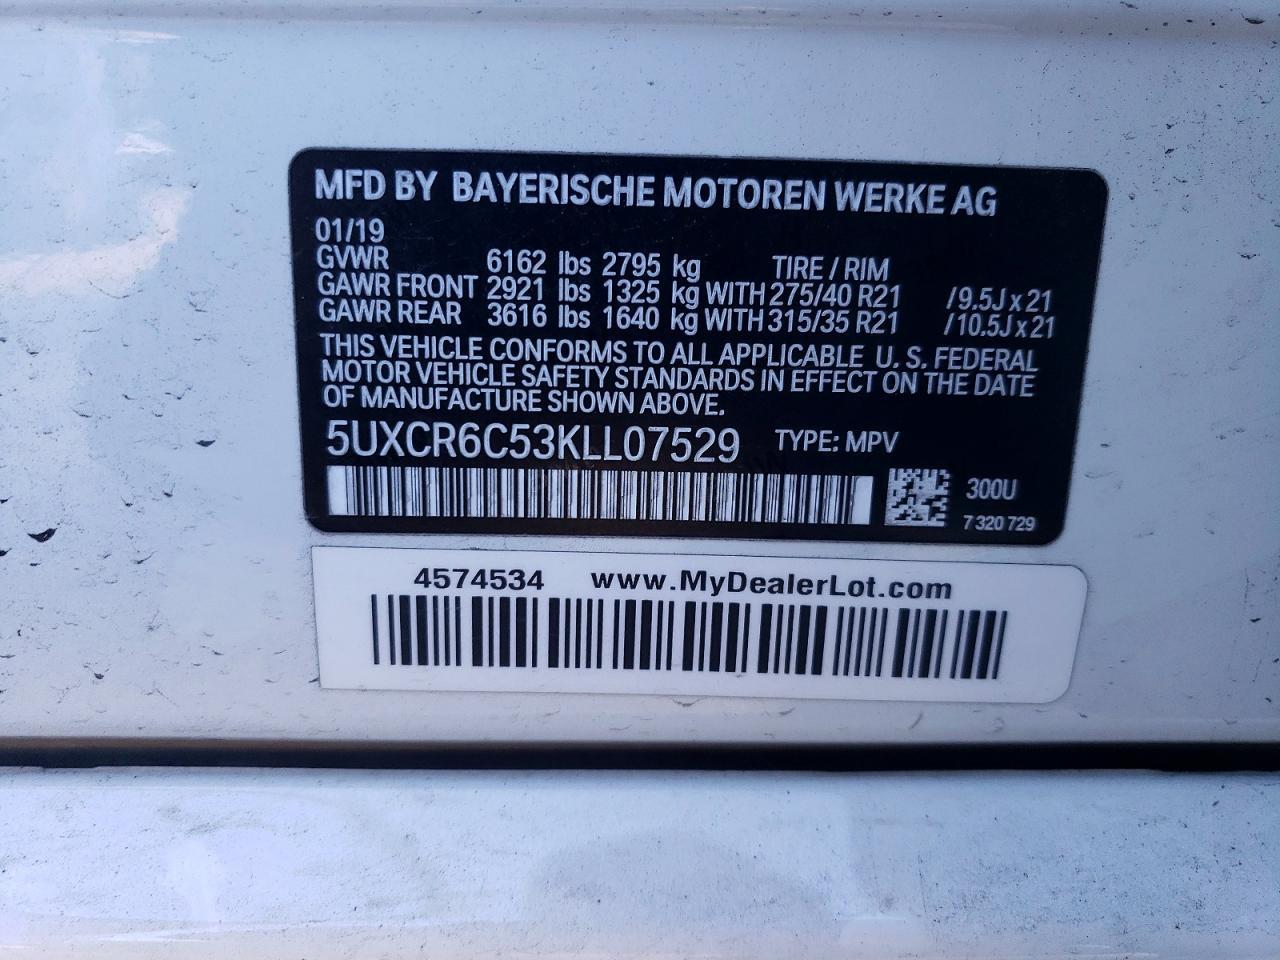 MFD BY BAYERISCHE MOTOREN WERKE AG
01/19
GVWR 6162 lbs 2795 kg TIRE / RIM
GAWR FRONT 2921 lbs 1325 kg WITH 275/40 R21 / 9.5J x 21
GAWR REAR 3616 lbs 1640 kg WITH 315/35 R21 / 10.5J x 21
THIS VEHICLE CONFORMS TO ALL APPLICABLE U. S. FEDERAL
MOTOR VEHICLE SAFETY STANDARDS IN EFFECT ON THE DATE
OF MANUFACTURE SHOWN ABOVE.
5UXCR6C53KLL07529 TYPE: MPV
300U
7 320 729
4574534 www.MyDealerLot.com